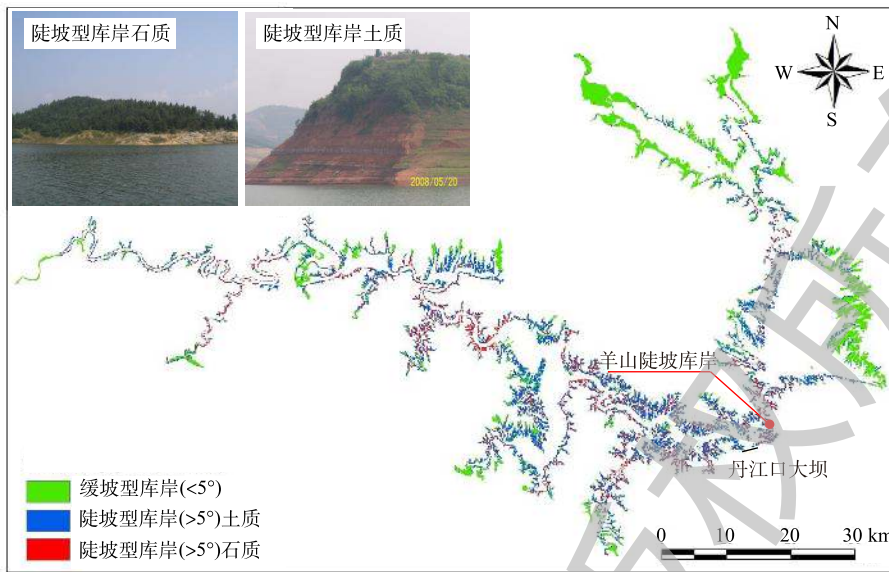 陡坡型库岸石质
陡坡型库岸土质
2008/05/20
N
W
E
S
羊山陡坡库岸
丹江口大坝
缓坡型库岸(<5°)
陡坡型库岸(>5°)土质
陡坡型库岸(>5°)石质
0 10 20 30 km
权所